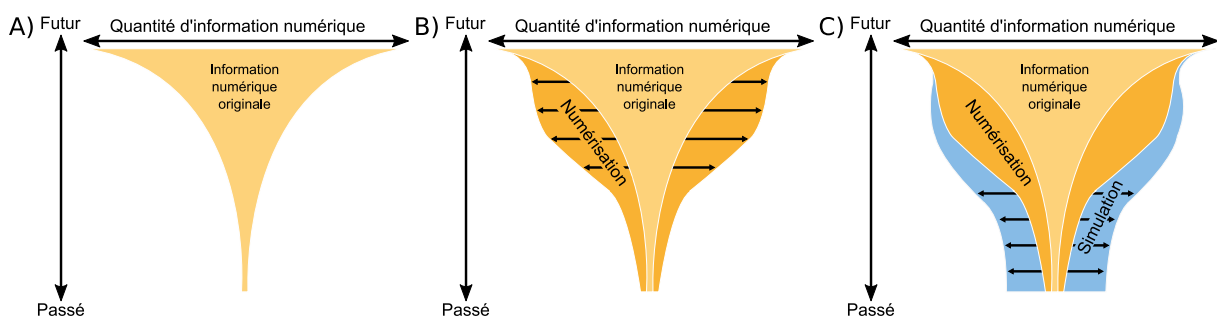 A)
Futur
Quantité d'information numérique
Information
numérique
originale
Passé
B)
Futur
Quantité d'information numérique
Information
numérique
originale
Numérisation
Passé
C)
Futur
Quantité d'information numérique
Information
numérique
originale
Numérisation
Simulation
Passé